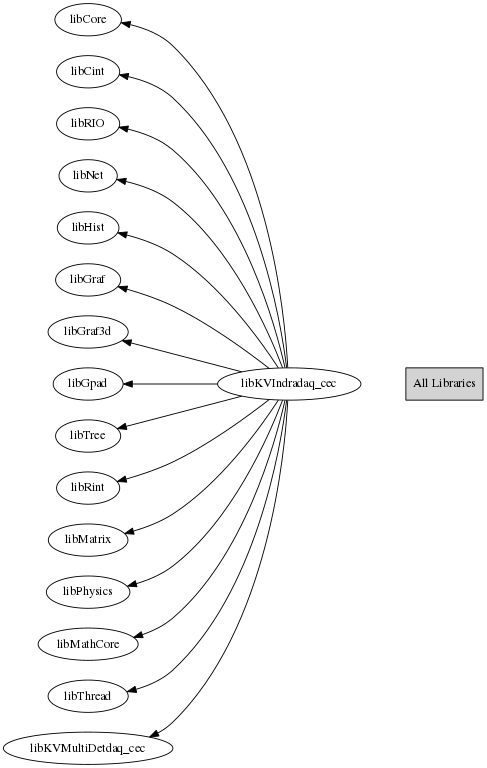 libCore
libCint
libRIO
libNet
libHist
libGraf
libGraf3d
libGpad
libKVIndradaq_ccc
All Libraries
libTree
libRint
libMatrix
libPhysics
libMathCore
libThread
libKVMultiDetdaq_ccc